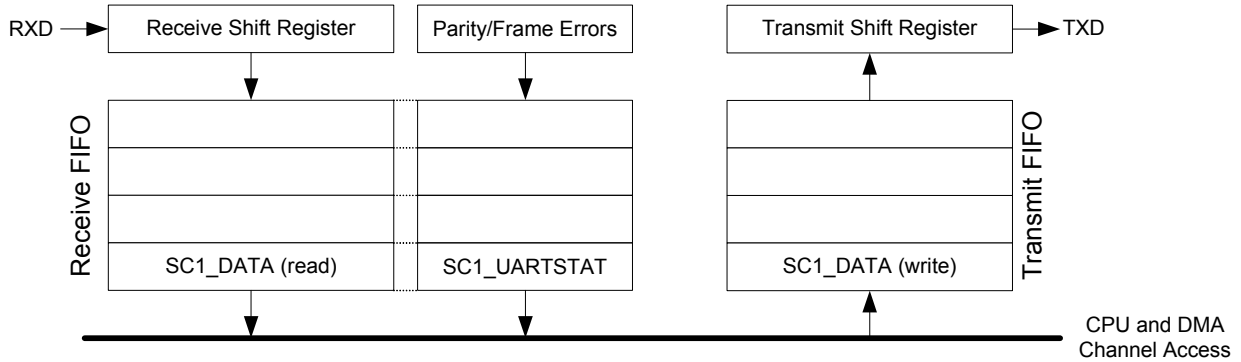 RXD
Receive Shift Register
Parity/Frame Errors
Transmit Shift Register
TXD
Receive FIFO
Transmit FIFO
SC1_DATA (read)
SC1_UARTSTAT
SC1_DATA (write)
CPU and DMA
Channel Access